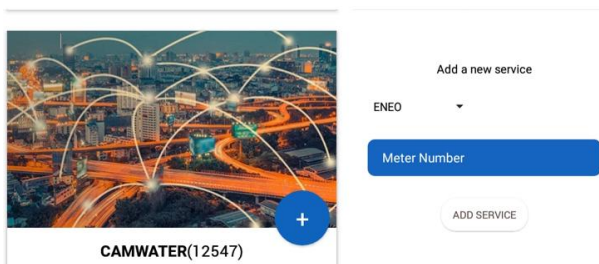 CAMWATER(12547)
+
Add a new service
ENEO
Meter Number
ADD SERVICE